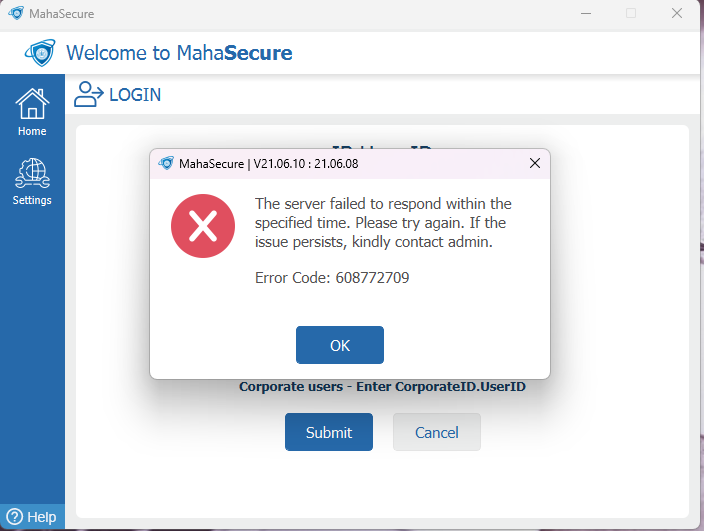 MahaSecure
Welcome to MahaSecure
LOGIN
Home
Settings
MahaSecure | V21.06.10 : 21.06.08
The server failed to respond within the
specified time. Please try again. If the
issue persists, kindly contact admin.
Error Code: 608772709
OK
Corporate users - Enter CorporateID.UserID
Submit
Cancel
Help